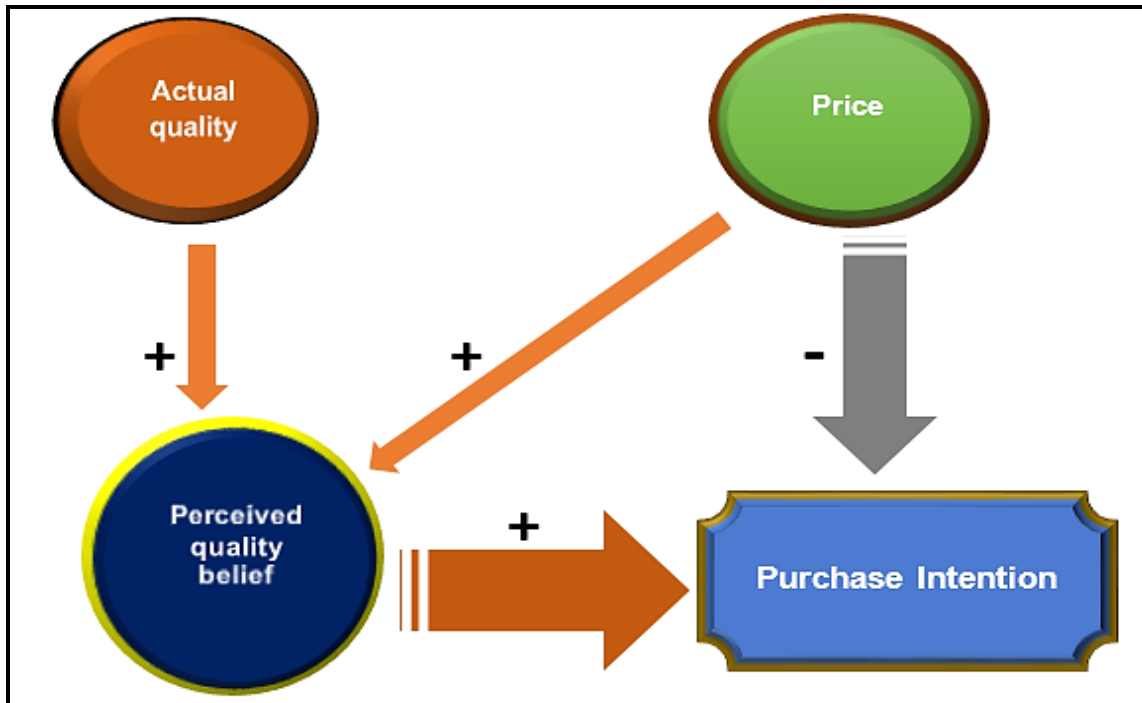 Actual
quality
Price
+
+
-
Perceived
quality
belief
+
Purchase Intention